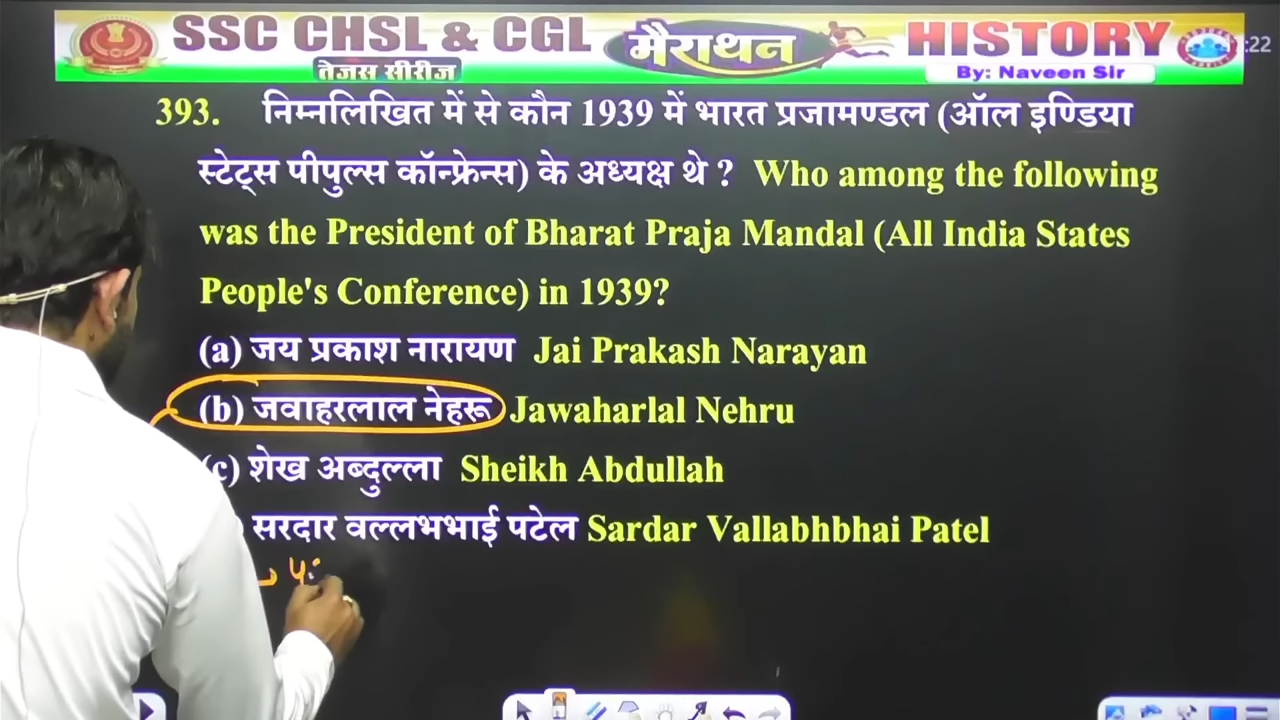 SSC CHSL & CGL मैराथन HISTORY :22
तेजस सीरीज By: Naveen Sir
393. निम्नलिखित में से कौन 1939 में भारत प्रजामण्डल (ऑल इण्डिया
स्टेट्स पीपुल्स कॉन्फ्रेन्स) के अध्यक्ष थे ? Who among the following
was the President of Bharat Praja Mandal (All India States
People's Conference) in 1939?
(a) जय प्रकाश नारायण Jai Prakash Narayan
(b) जवाहरलाल नेहरू Jawaharlal Nehru
(c) शेख अब्दुल्ला Sheikh Abdullah
सरदार वल्लभभाई पटेल Sardar Vallabhbhai Patel